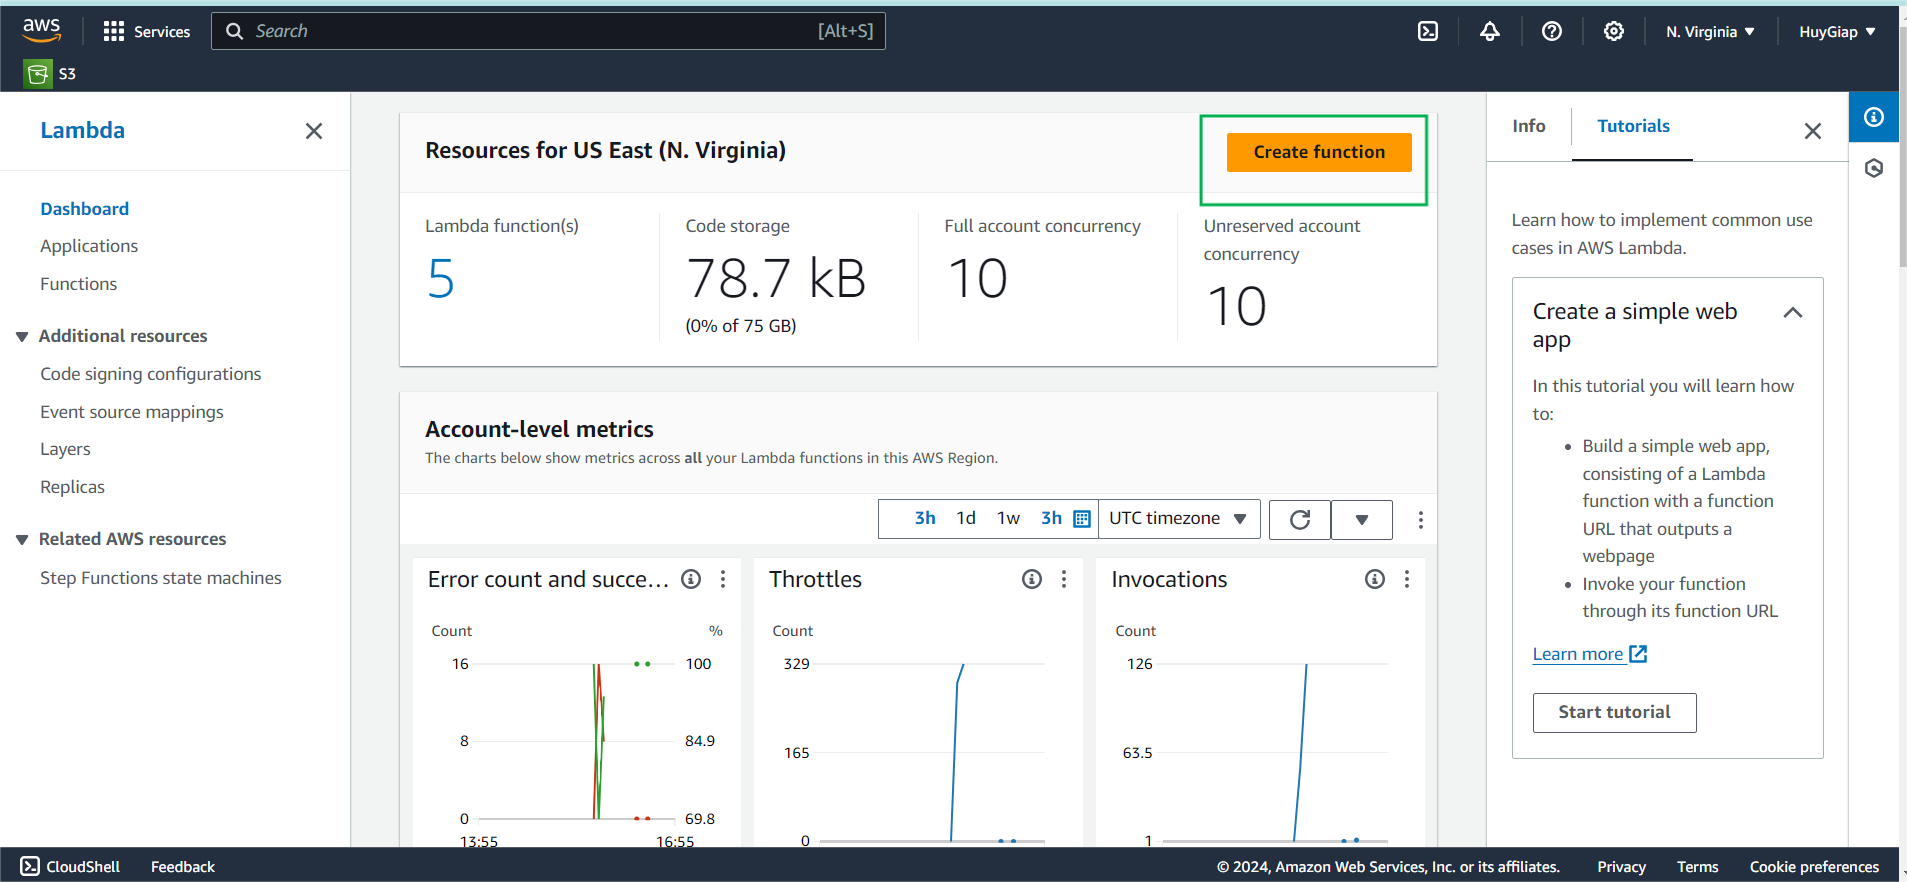 aws
Services
Search
[Alt+S]
N. Virginia
HuyGiap
S3
Lambda
Dashboard
Applications
Functions
Additional resources
Code signing configurations
Event source mappings
Layers
Replicas
Related AWS resources
Step Functions state machines
Resources for US East (N. Virginia)
Create function
Lambda function(s)
5
Code storage
78.7 kB
(0% of 75 GB)
Full account concurrency
10
Unreserved account
concurrency
10
Account-level metrics
The charts below show metrics across all your Lambda functions in this AWS Region.
3h 1d 1w 3h
UTC timezone
Error count and succe...
Count
%
16
100
8
84.9
0
69.8
13:55
16:55
Throttles
Count
329
165
0
Invocations
Count
126
63.5
1
Info
Tutorials
Learn how to implement common use
cases in AWS Lambda.
Create a simple web
app
In this tutorial you will learn how
to:
• Build a simple web app,
consisting of a Lambda
function with a function
URL that outputs a
webpage
• Invoke your function
through its function URL
Learn more
Start tutorial
CloudShell
Feedback
© 2024, Amazon Web Services, Inc. or its affiliates.
Privacy
Terms
Cookie preferences